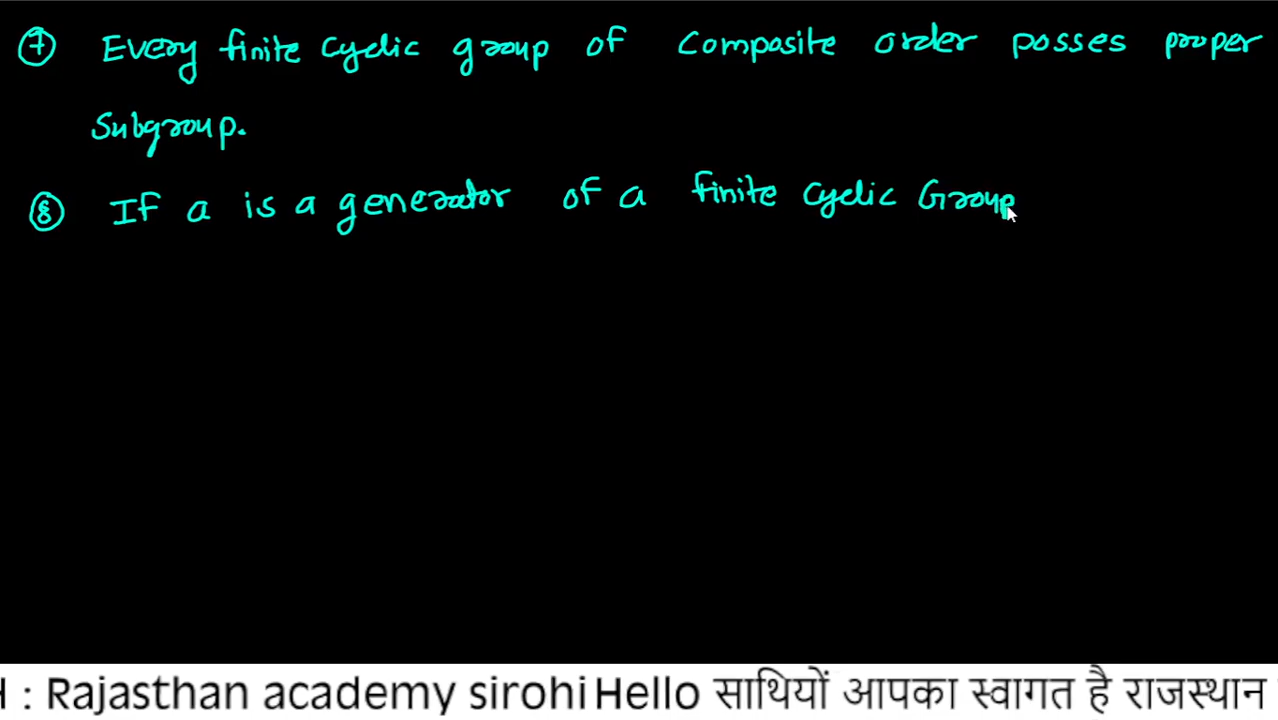 ⑦ Every finite cyclic group of composite order posses proper
Subgroup.
⑧ If a is a generator of a finite cyclic Group
: Rajasthan academy sirohi Hello साथियों आपका स्वागत है राजस्थान